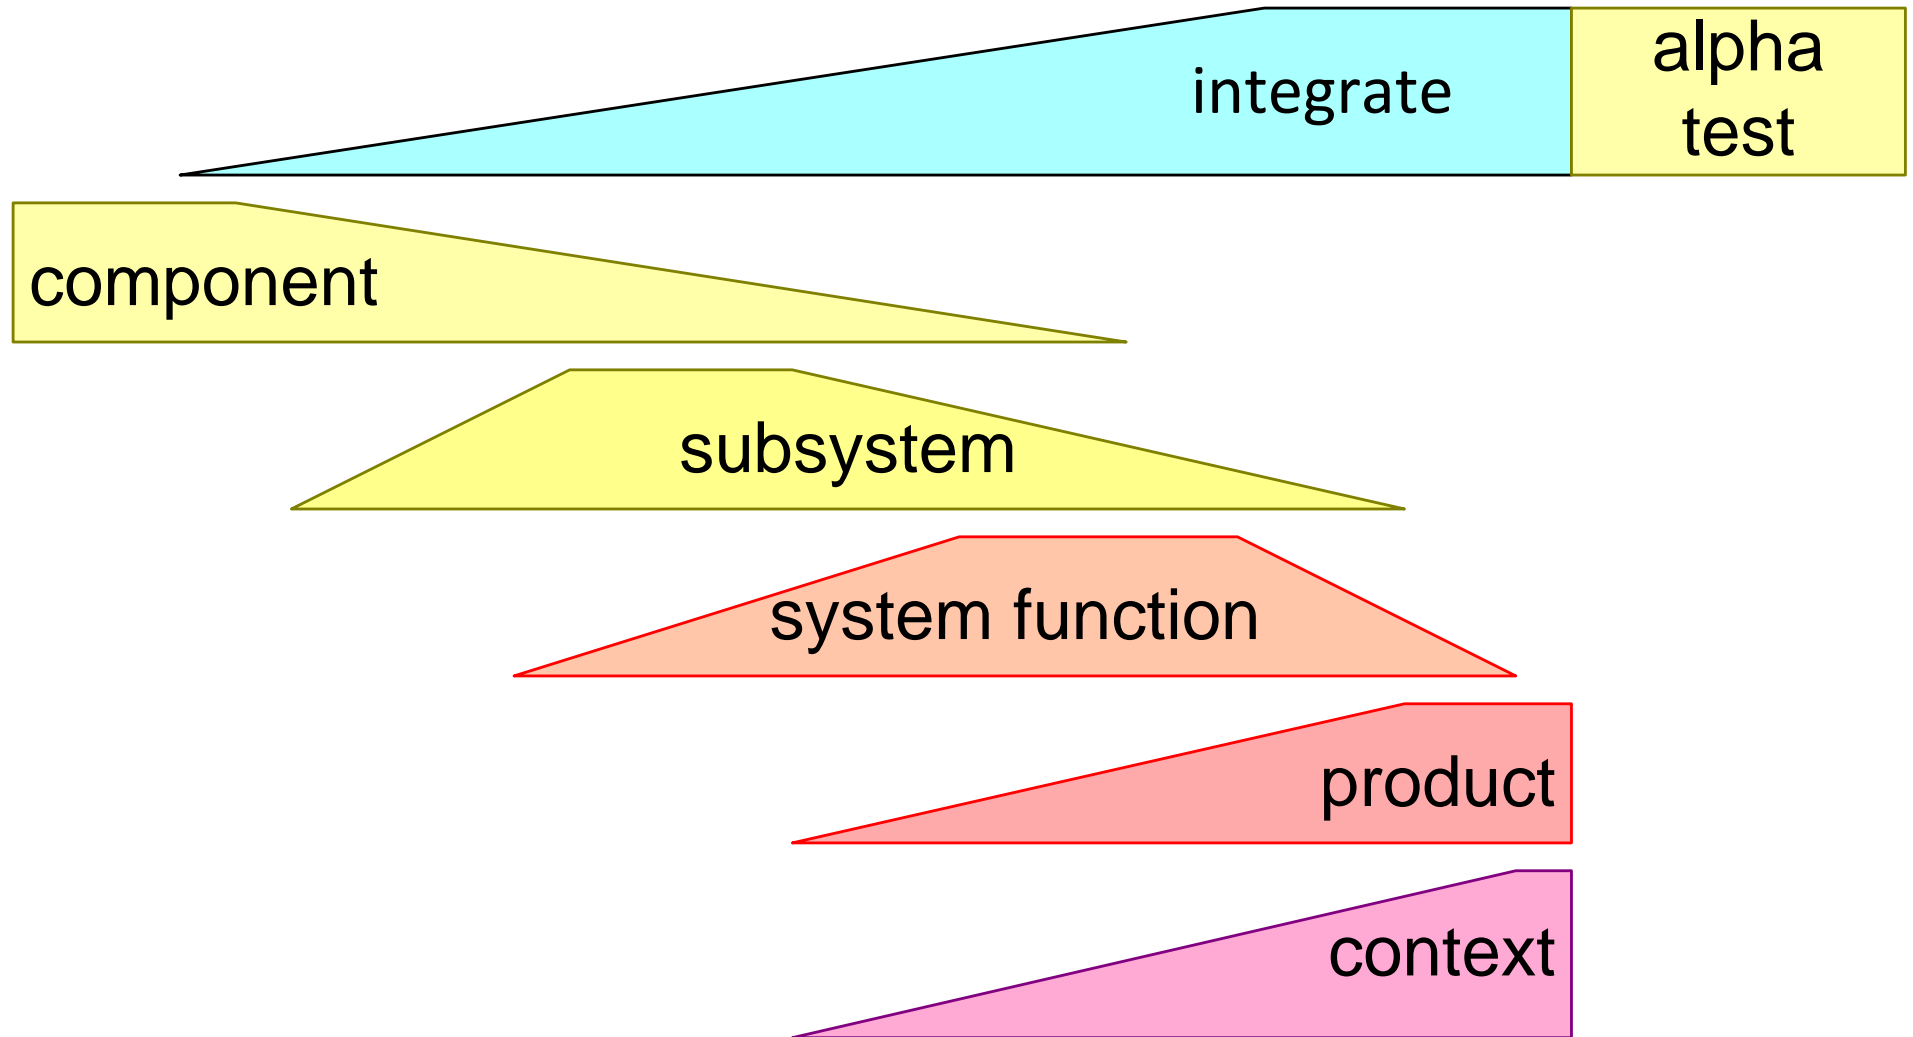 integrate
alpha
test
component
subsystem
system function
product
context